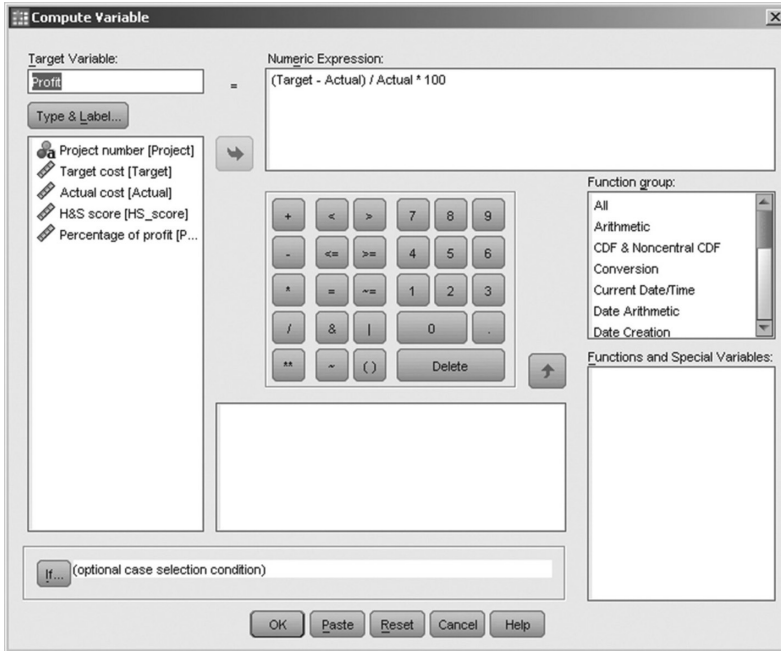 Compute Variable
Target Variable:
Profit
Type & Label...
=
Numeric Expression:
(Target - Actual) / Actual * 100
Project number [Project]
Target cost [Target]
Actual cost [Actual]
H&S score [HS_score]
Percentage of profit [P...
+ < > 7 8 9
- <= >= 4 5 6
* = ~= 1 2 3
/ & | 0 .
** ~ ( ) Delete
Function group:
All
Arithmetic
CDF & Noncentral CDF
Conversion
Current Date/Time
Date Arithmetic
Date Creation
Functions and Special Variables:
If... (optional case selection condition)
OK Paste Reset Cancel Help